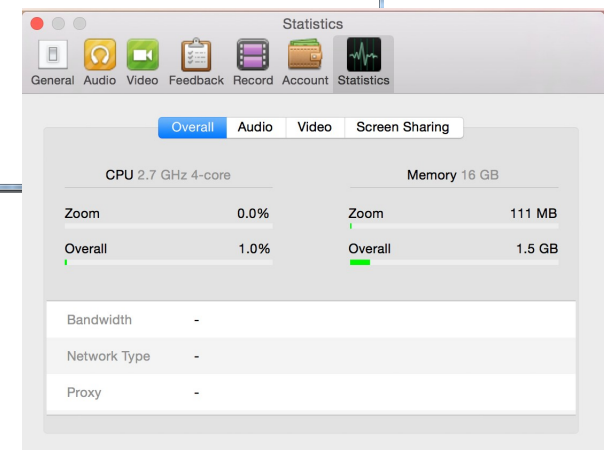 Statistics
General Audio Video Feedback Record Account Statistics
Overall Audio Video Screen Sharing
CPU 2.7 GHz 4-core Memory 16 GB
Zoom 0.0% Zoom 111 MB
Overall 1.0% Overall 1.5 GB
Bandwidth -
Network Type -
Proxy -